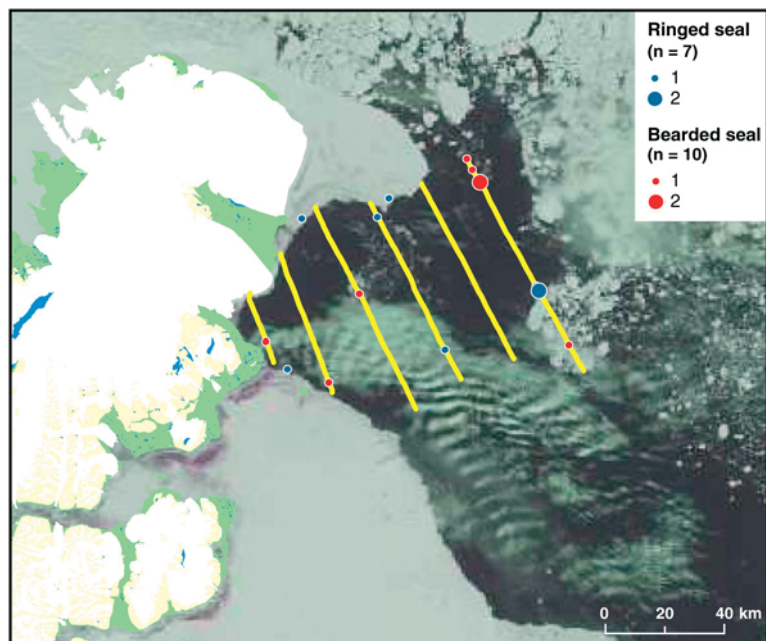 Ringed seal
(n = 7)
1
2
Bearded seal
(n = 10)
1
2
0 20 40 km